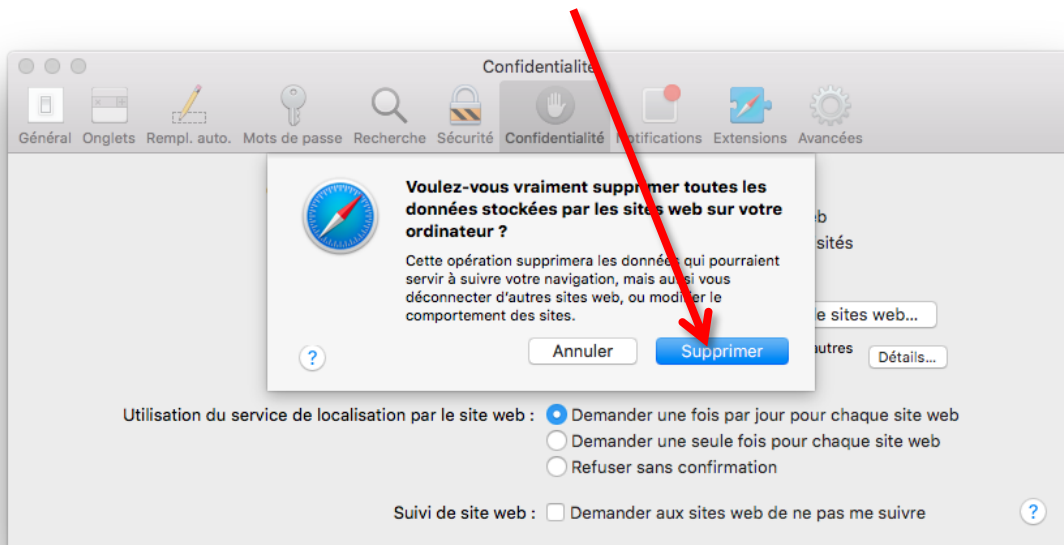 Confidentialité
Général Onglets Rempl. auto. Mots de passe Recherche Sécurité Confidentialité Notifications Extensions Avancées
Voulez-vous vraiment supprimer toutes les
données stockées par les sites web sur votre
ordinateur ?
Cette opération supprimera les données qui pourraient
servir à suivre votre navigation, mais aussi vous
déconnecter d'autres sites web, ou modifier le
comportement des sites.
? Annuler Supprimer
sites web...
autres Détails...
Utilisation du service de localisation par le site web : Demander une fois par jour pour chaque site web
Demander une seule fois pour chaque site web
Refuser sans confirmation
Suivi de site web : Demander aux sites web de ne pas me suivre ?